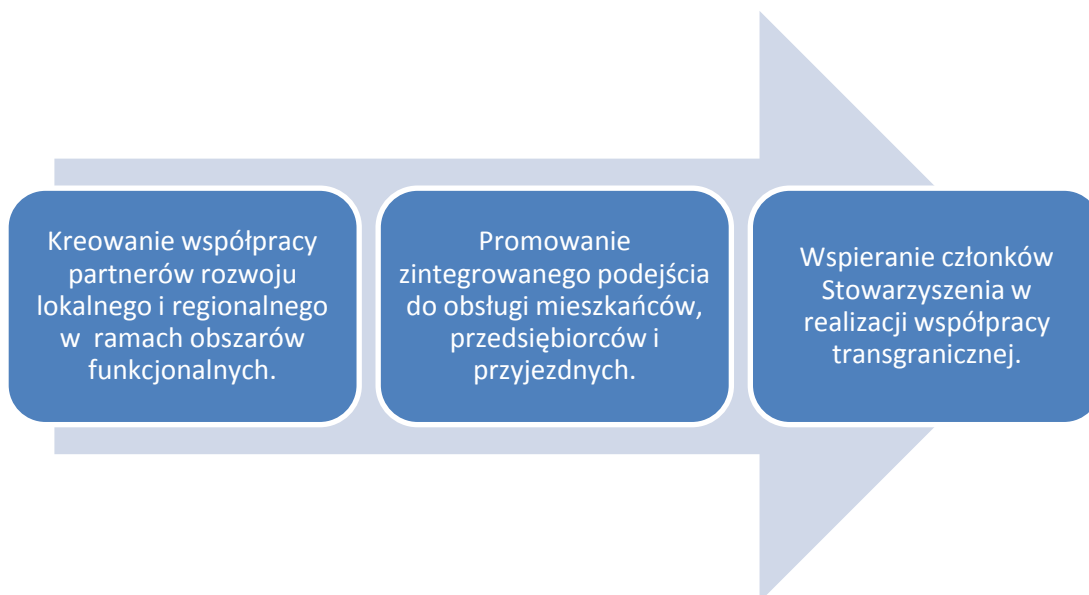 Kreowanie współpracy
partnerów rozwoju
lokalnego i regionalnego
w  ramach obszarów
funkcjonalnych.
Promowanie
zintegrowanego podejścia
do obsługi mieszkańców,
przedsiębiorców i
przyjezdnych.
Wspieranie członków
Stowarzyszenia w
realizacji współpracy
transgranicznej.